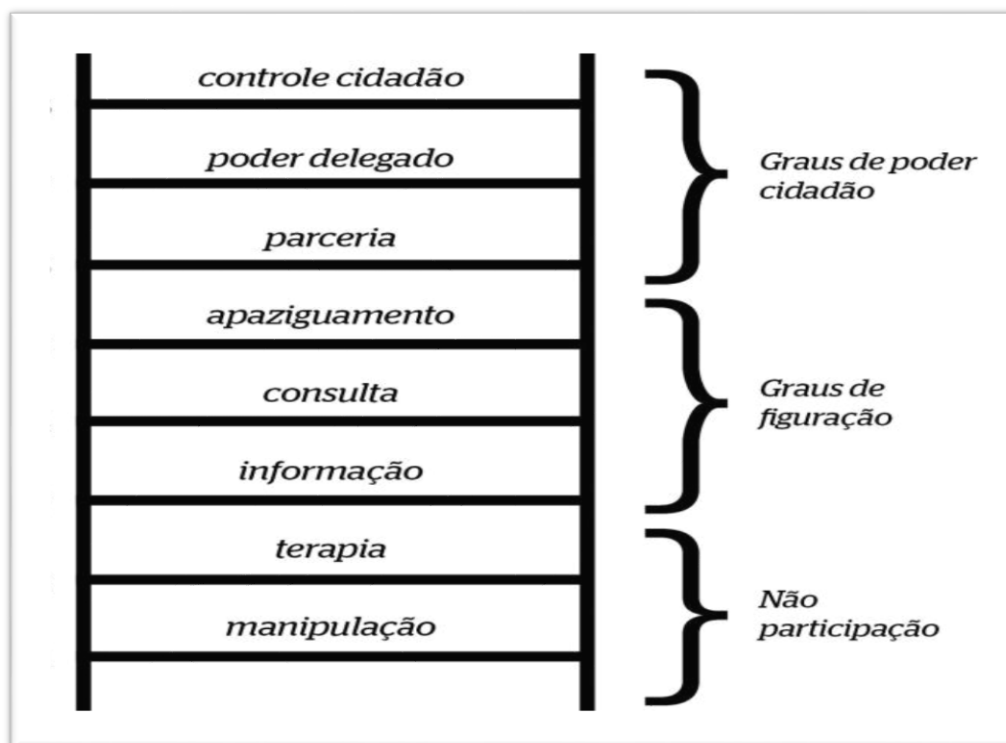 controle cidadão
poder delegado
parceria
Graus de poder
cidadão
apaziguamento
consulta
informação
Graus de
figuração
terapia
manipulação
Não
participação